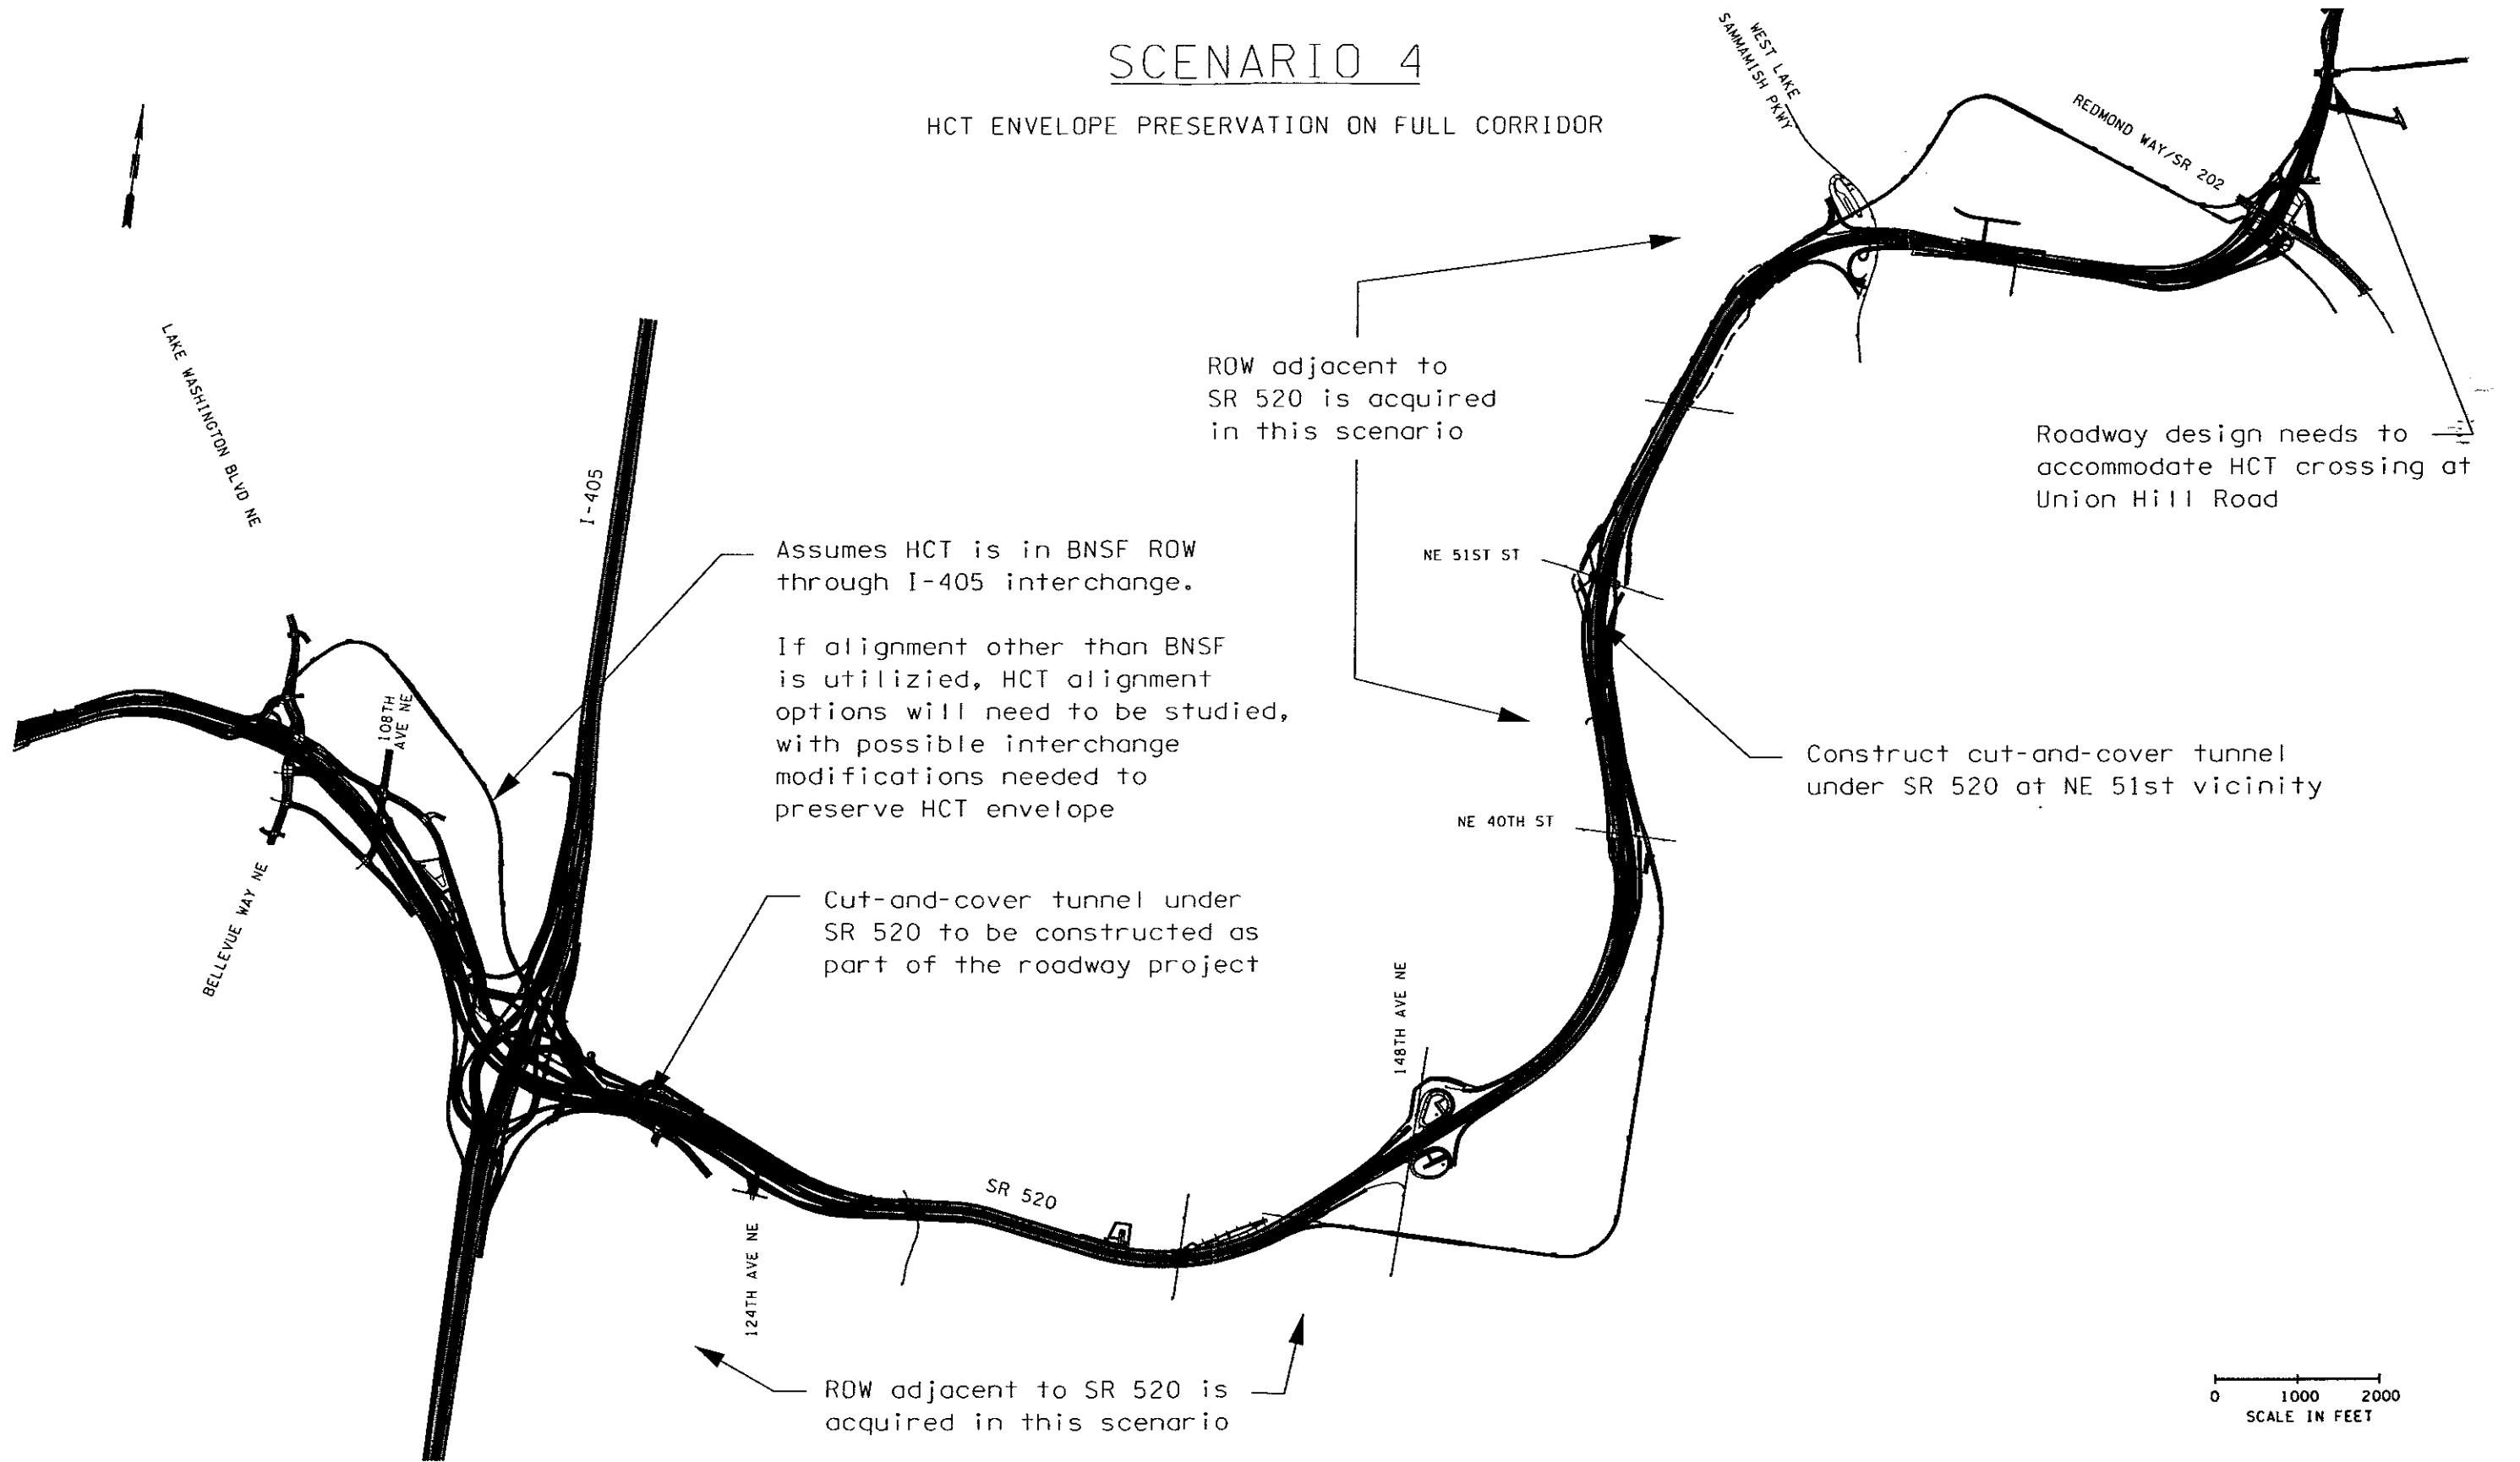 SCENARIO 4
HCT ENVELOPE PRESERVATION ON FULL CORRIDOR
WEST LAKE
SAMMAMISH PKWY
REDMOND WAY/SR 202
LAKE WASHINGTON BLVD NE
I-405
ROW adjacent to
SR 520 is acquired
in this scenario
Roadway design needs to
accommodate HCT crossing at
Union Hill Road
Assumes HCT is in BNSF ROW
through I-405 interchange.
If alignment other than BNSF
is utilizied, HCT alignment
options will need to be studied,
with possible interchange
modifications needed to
preserve HCT envelope
NE 51ST ST
108TH
AVE NE
Construct cut-and-cover tunnel
under SR 520 at NE 51st vicinity
NE 40TH ST
BELLEVUE WAY NE
Cut-and-cover tunnel under
SR 520 to be constructed as
part of the roadway project
148TH AVE NE
SR 520
124TH AVE NE
ROW adjacent to SR 520 is
acquired in this scenario
0 1000 2000
SCALE IN FEET